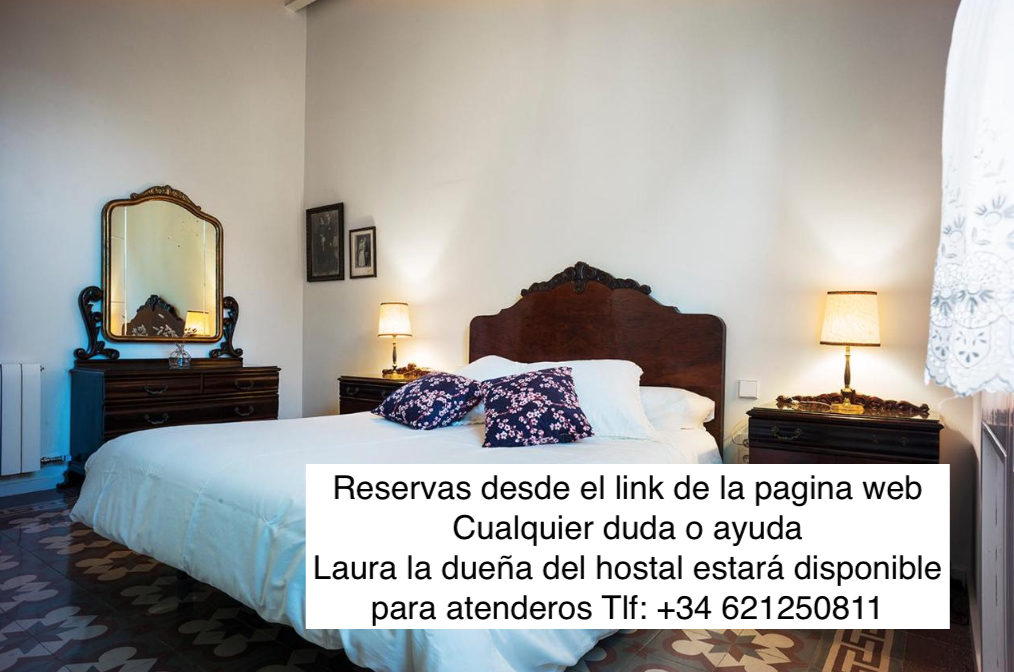 Reservas desde el link de la pagina web
Cualquier duda o ayuda
Laura la dueña del hostal estará disponible
para atenderos Tlf: +34 621250811